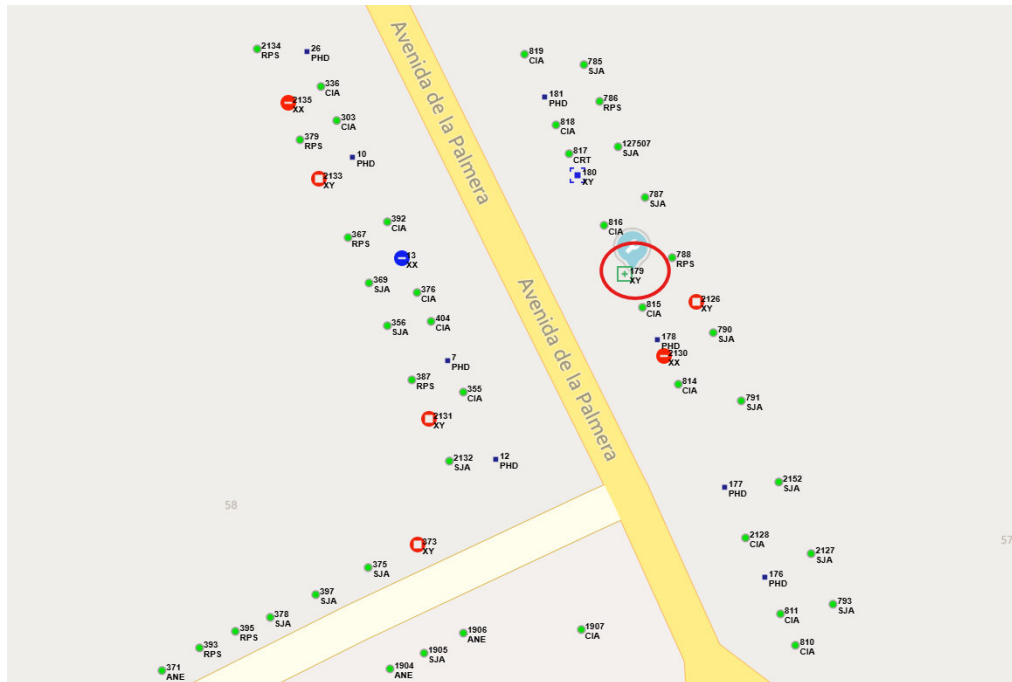 2134
RPS
26
PHD
336
CIA
2135
XX
303
CIA
379
RPS
10
PHD
2133
XY
392
CIA
367
RPS
13
XX
369
SJA
376
CIA
404
CIA
356
SJA
7
PHD
387
RPS
355
CIA
2131
XY
2132
SJA
12
PHD
58
373
XY
375
SJA
397
SJA
378
SJA
395
RPS
393
RPS
371
ANE
Avenida de la Palmera
Avenida de la Palmera
819
CIA
785
SJA
181
PHD
786
RPS
818
CIA
127507
SJA
817
CRT
180
XY
787
SJA
816
CIA
788
RPS
179
XY
2126
XY
815
CIA
790
SJA
178
PHD
2130
XX
814
CIA
791
SJA
2152
SJA
177
PHD
2128
CIA
57
2127
SJA
176
PHD
793
SJA
811
CIA
810
CIA
1907
CIA
1906
ANE
1905
SJA
1904
ANE